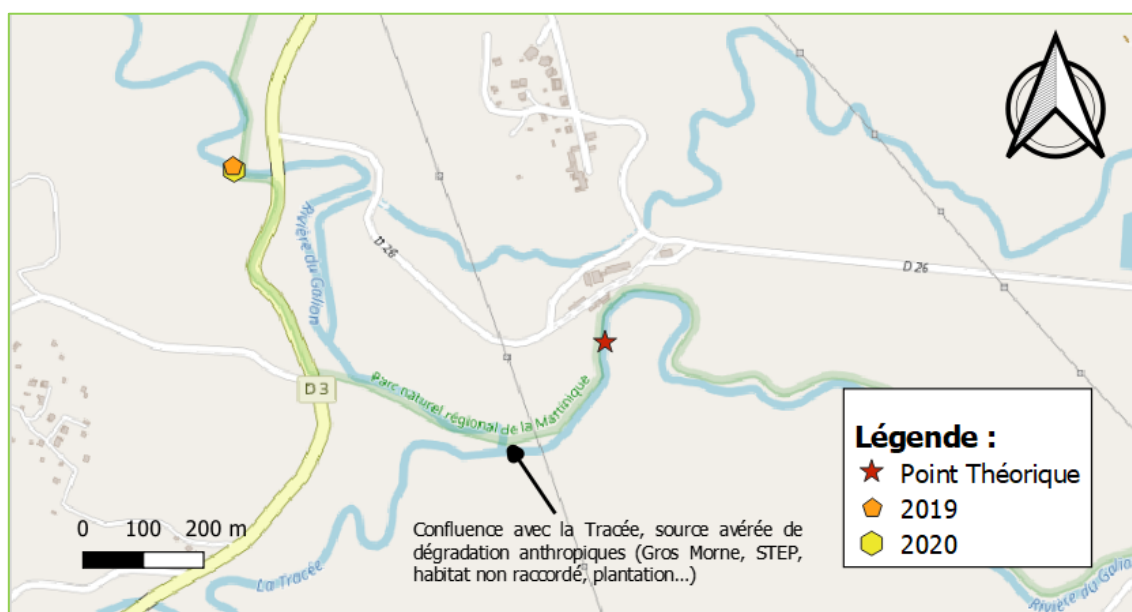 Rivière du Galion
D 26
D 26
D 3
Parc naturel régional de la Martinique
Légende :
Point Théorique
2019
2020
0 100 200 m
Confluence avec la Tracée, source avérée de
dégradation anthropiques (Gros Morne, STEP,
habitat non raccordé, plantation...)
La Tracée
Rivière du Galion